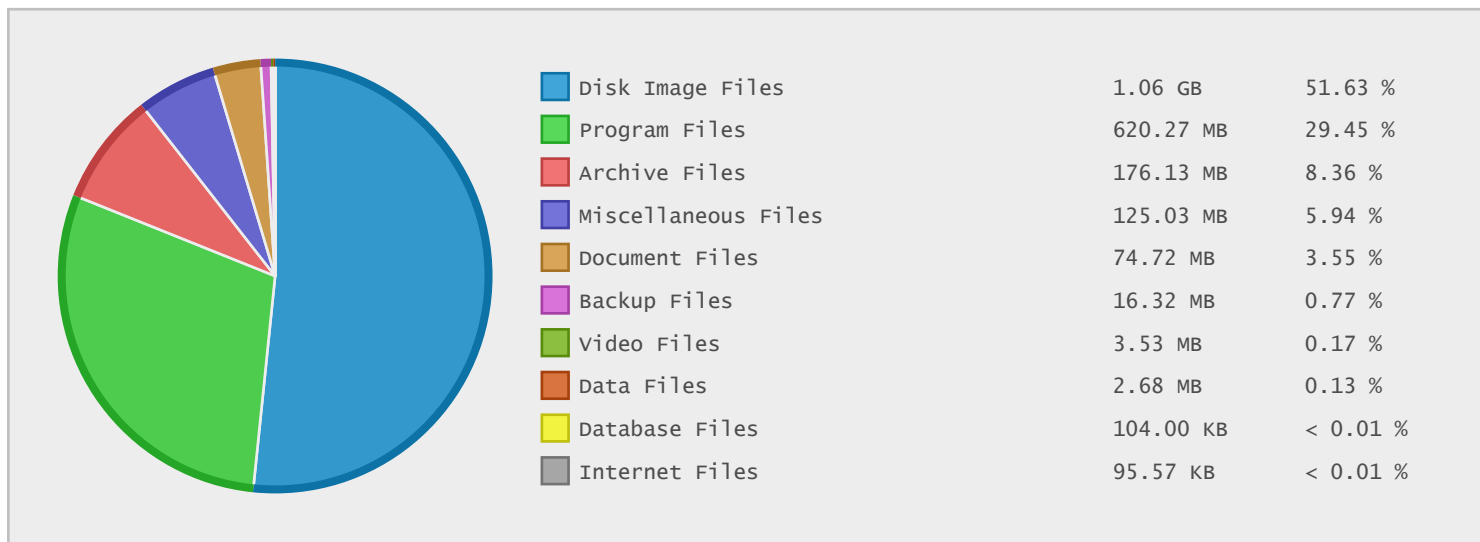 Disk Image Files 1.06 GB 51.63 %
Program Files 620.27 MB 29.45 %
Archive Files 176.13 MB 8.36 %
Miscellaneous Files 125.03 MB 5.94 %
Document Files 74.72 MB 3.55 %
Backup Files 16.32 MB 0.77 %
Video Files 3.53 MB 0.17 %
Data Files 2.68 MB 0.13 %
Database Files 104.00 KB < 0.01 %
Internet Files 95.57 KB < 0.01 %